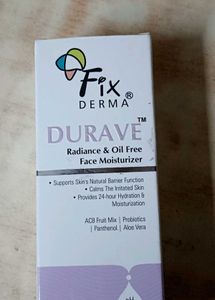 Fix®
DERMA
DURAVE™
Radiance & Oil Free
Face Moisturizer
• Supports Skin's Natural Barrier Function
• Calms The Irritated Skin
• Provides 24-hour Hydration &
Moisturization
ACB Fruit Mix | Probiotics
| Panthenol | Aloe Vera
pH